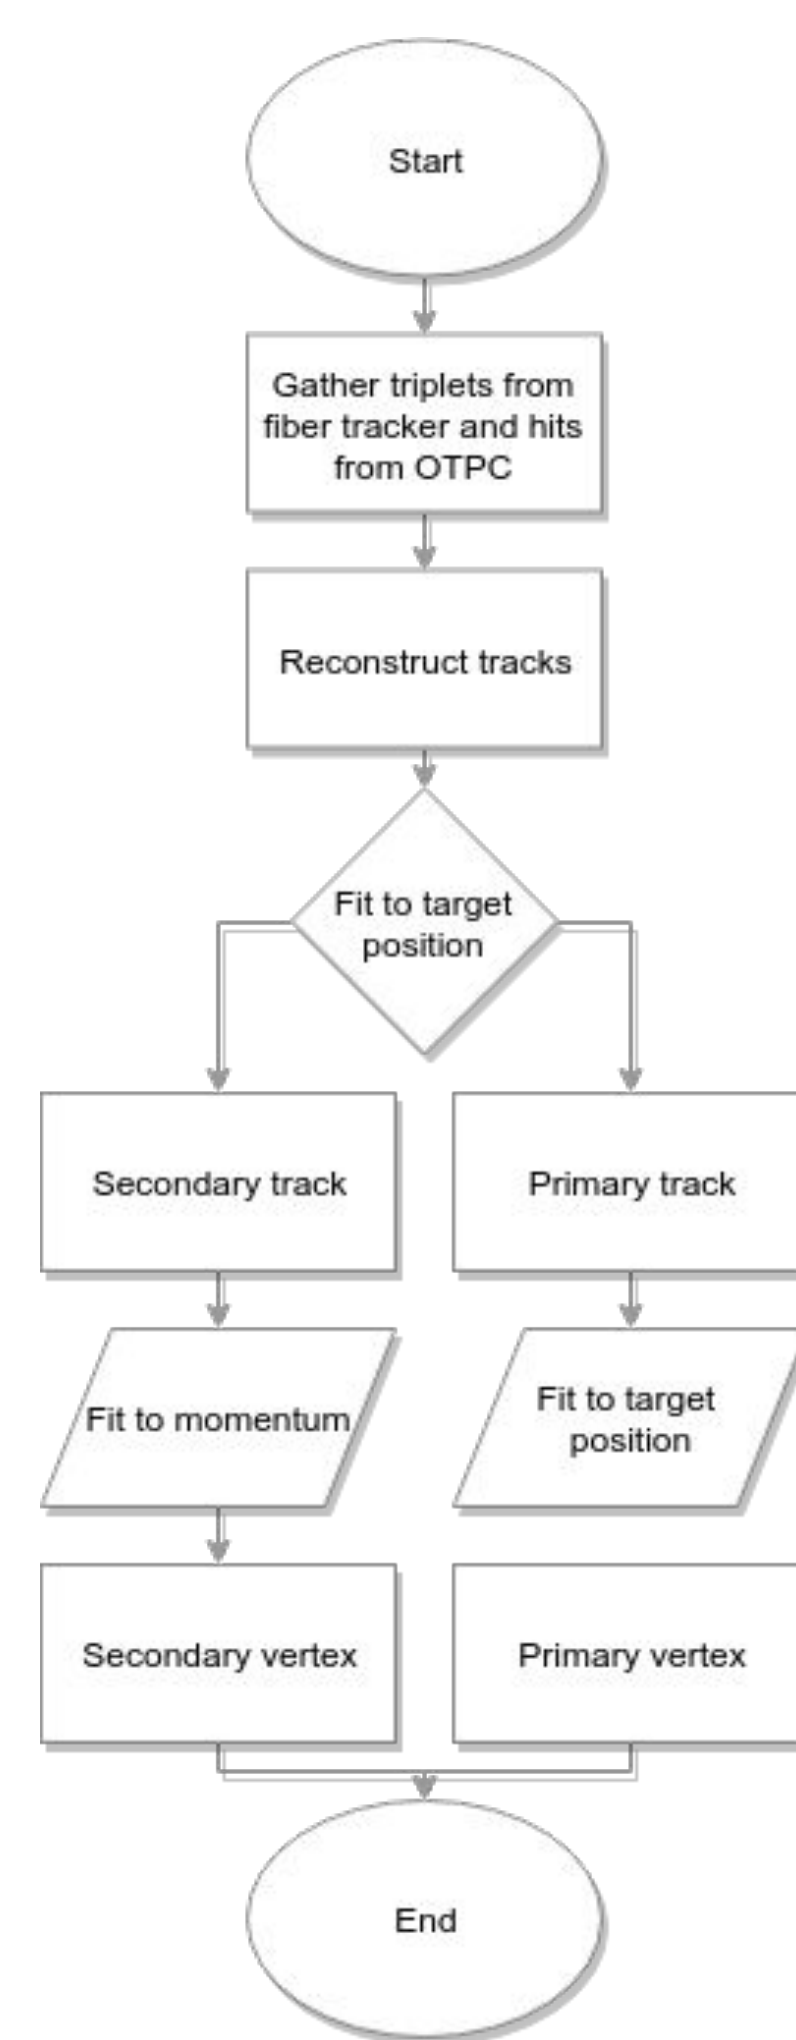 Start
Gather triplets from
fiber tracker and hits
from OTPC
Reconstruct tracks
Fit to target
position
Secondary track
Primary track
Fit to momentum
Fit to target
position
Secondary vertex
Primary vertex
End